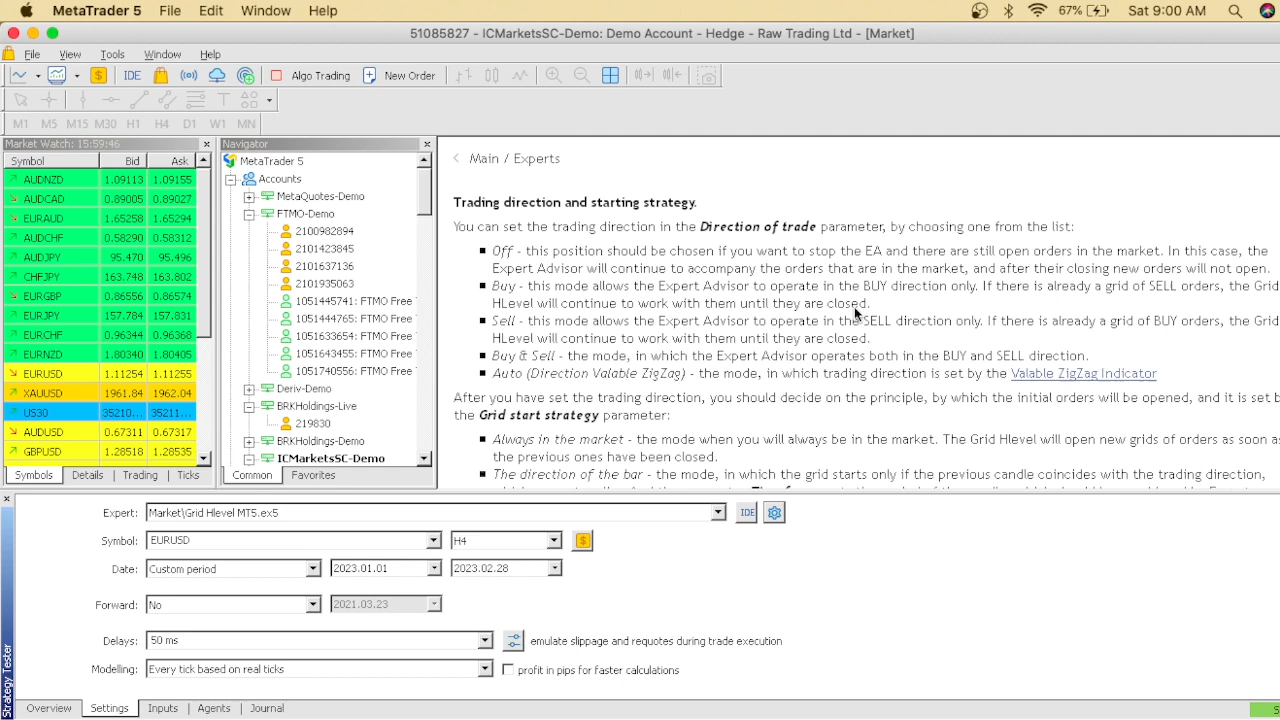 MetaTrader 5 File Edit Window Help 67% Sat 9:00 AM
51085827 - ICMarketsSC-Demo: Demo Account - Hedge - Raw Trading Ltd - [Market]
File View Tools Window Help
IDE Algo Trading New Order
M1 M5 M15 M30 H1 H4 D1 W1 MN
Market Watch: 15:59:46
Symbol Bid Ask
AUDNZD 1.09113 1.09155
AUDCAD 0.89005 0.89027
EURAUD 1.65258 1.65294
AUDCHF 0.58290 0.58312
AUDJPY 95.470 95.496
CHFJPY 163.748 163.802
EURGBP 0.86556 0.86574
EURJPY 157.784 157.831
EURCHF 0.96344 0.96368
EURNZD 1.80340 1.80405
EURUSD 1.11254 1.11255
XAUUSD 1961.84 1962.04
US30 35210... 35211...
AUDUSD 0.67311 0.67317
GBPUSD 1.28518 1.28535
Symbols Details Trading Ticks
Navigator
MetaTrader 5
Accounts
MetaQuotes-Demo
FTMO-Demo
2100982894
2101423845
2101637136
2101935063
1051445741: FTMO Free
1051444765: FTMO Free
1051633654: FTMO Free
1051643455: FTMO Free
1051740556: FTMO Free
Deriv-Demo
BRKHoldings-Live
219830
BRKHoldings-Demo
ICMarketsSC-Demo
Common Favorites
Main / Experts
Trading direction and starting strategy.
You can set the trading direction in the Direction of trade parameter, by choosing one from the list:
Off - this position should be chosen if you want to stop the EA and there are still open orders in the market. In this case, the
Expert Advisor will continue to accompany the orders that are in the market, and after their closing new orders will not open.
Buy - this mode allows the Expert Advisor to operate in the BUY direction only. If there is already a grid of SELL orders, the Grid
HLevel will continue to work with them until they are closed.
Sell - this mode allows the Expert Advisor to operate in the SELL direction only. If there is already a grid of BUY orders, the Grid
HLevel will continue to work with them until they are closed.
Buy & Sell - the mode, in which the Expert Advisor operates both in the BUY and SELL direction.
Auto (Direction Valable ZigZag) - the mode, in which trading direction is set by the Valable ZigZag Indicator
After you have set the trading direction, you should decide on the principle, by which the initial orders will be opened, and it is set b
the Grid start strategy parameter:
Always in the market - the mode when you will always be in the market. The Grid Hlevel will open new grids of orders as soon a
the previous ones have been closed.
The direction of the bar - the mode, in which the grid starts only if the previous candle coincides with the trading direction,
Expert: Market\Grid Hlevel MT5.ex5 IDE
Symbol: EURUSD H4
Date: Custom period 2023.01.01 2023.02.28
Forward: No 2021.03.23
Delays: 50 ms emulate slippage and requotes during trade execution
Modelling: Every tick based on real ticks profit in pips for faster calculations
Strategy Tester
Overview Settings Inputs Agents Journal